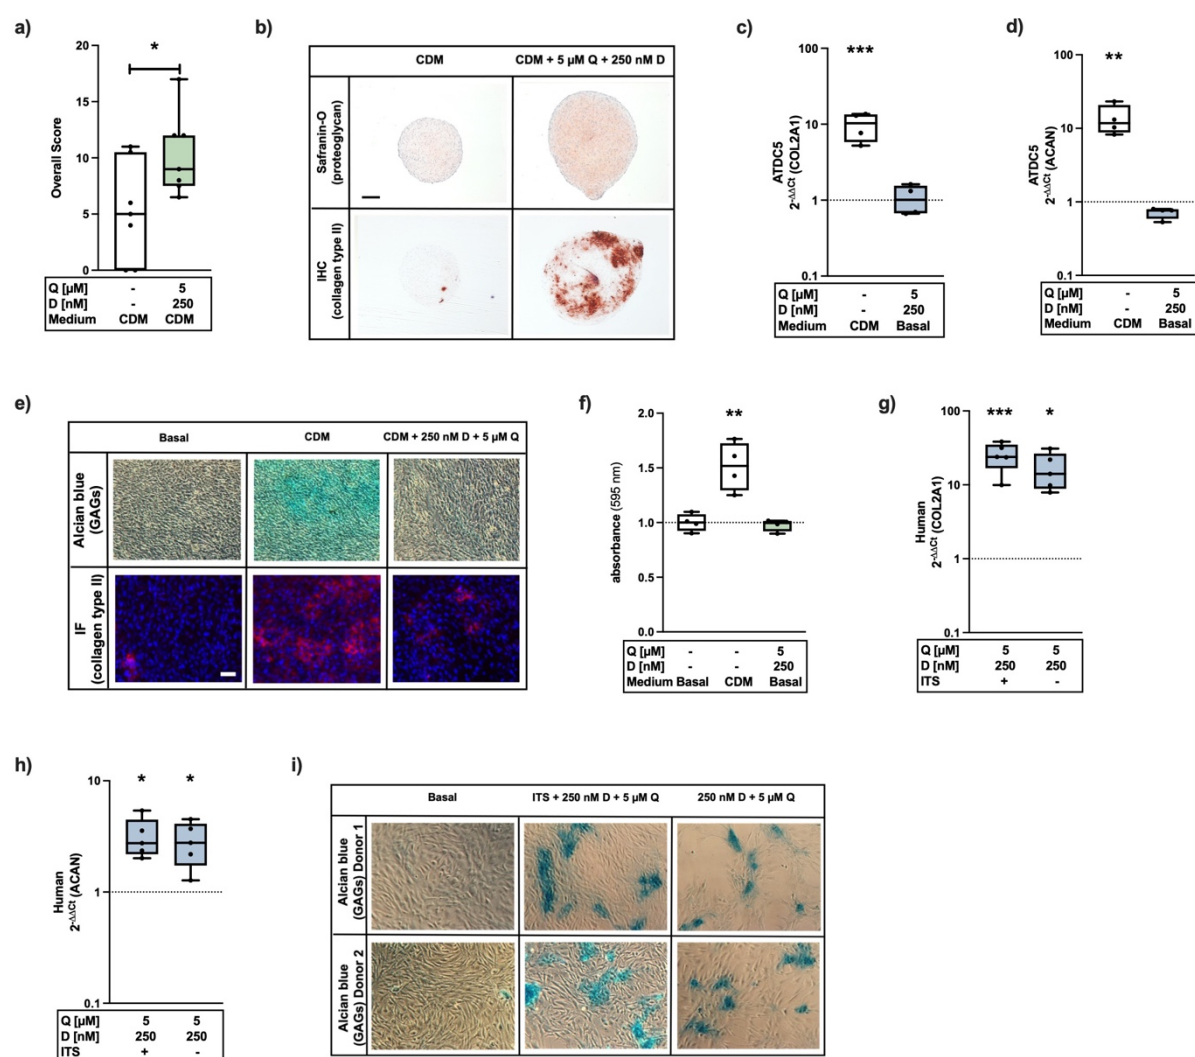 a)
*
Overall Score
20
15
10
5
0
Q [µM] - 5
D [nM] - 250
Medium CDM CDM
b)
CDM CDM + 5 µM Q + 250 nM D
Safranin-O
(proteoglycan)
IHC
(collagen type II)
c)
***
ATDC5
2-ΔΔCt (COL2A1)
100
10
1
0.1
Q [µM] - 5
D [nM] - 250
Medium CDM Basal
d)
**
ATDC5
2-ΔΔCt (ACAN)
100
10
1
0.1
Q [µM] - 5
D [nM] - 250
Medium CDM Basal
e)
Basal CDM CDM + 250 nM D + 5 µM Q
Alcian blue
(GAGs)
IF
(collagen type II)
f)
**
absorbance (595 nm)
2.0
1.5
1.0
0.5
0.0
Q [µM] - - 5
D [nM] - - 250
Medium Basal CDM Basal
g)
*** *
Human
2-ΔΔCt (COL2A1)
100
10
1
0.1
Q [µM] 5 5
D [nM] 250 250
ITS + -
h)
* *
Human
2-ΔΔCt (ACAN)
10
1
0.1
Q [µM] 5 5
D [nM] 250 250
ITS + -
i)
Basal ITS + 250 nM D + 5 µM Q 250 nM D + 5 µM Q
Alcian blue
(GAGs) Donor 1
Alcian blue
(GAGs) Donor 2